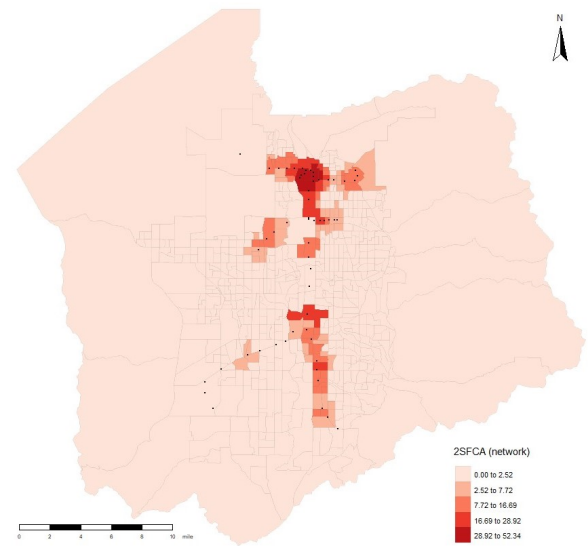 N
2SFCA (network)
0.00 to 2.52
2.52 to 7.72
7.72 to 16.69
16.69 to 28.92
28.92 to 52.34
0 2 4 6 8 10 mile